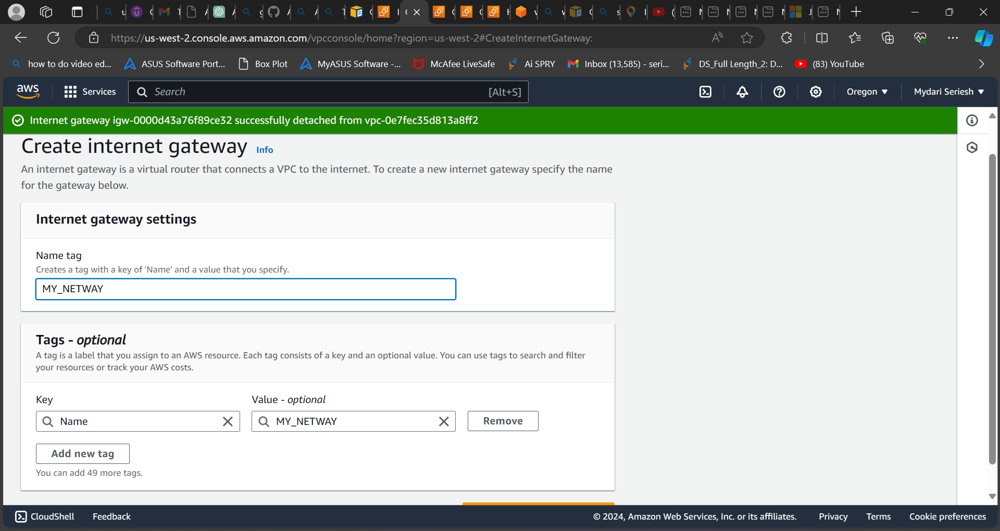 https://us-west-2.console.aws.amazon.com/vpcconsole/home?region=us-west-2#CreateInternetGateway:
how to do video ed... ASUS Software Port... Box Plot MyASUS Software -... McAfee LiveSafe Ai SPRY Inbox (13,585) - seri... DS_Full Length_2: D... (83) YouTube
aws Services Search [Alt+S] Oregon Mydari Seriesh
Internet gateway igw-0000d43a76f89ce32 successfully detached from vpc-0e7fec35d813a8ff2
Create internet gateway Info
An internet gateway is a virtual router that connects a VPC to the internet. To create a new internet gateway specify the name
for the gateway below.
Internet gateway settings
Name tag
Creates a tag with a key of 'Name' and a value that you specify.
MY_NETWAY
Tags - optional
A tag is a label that you assign to an AWS resource. Each tag consists of a key and an optional value. You can use tags to search and filter
your resources or track your AWS costs.
Key Value - optional
Name MY_NETWAY Remove
Add new tag
You can add 49 more tags.
CloudShell Feedback © 2024, Amazon Web Services, Inc. or its affiliates. Privacy Terms Cookie preferences